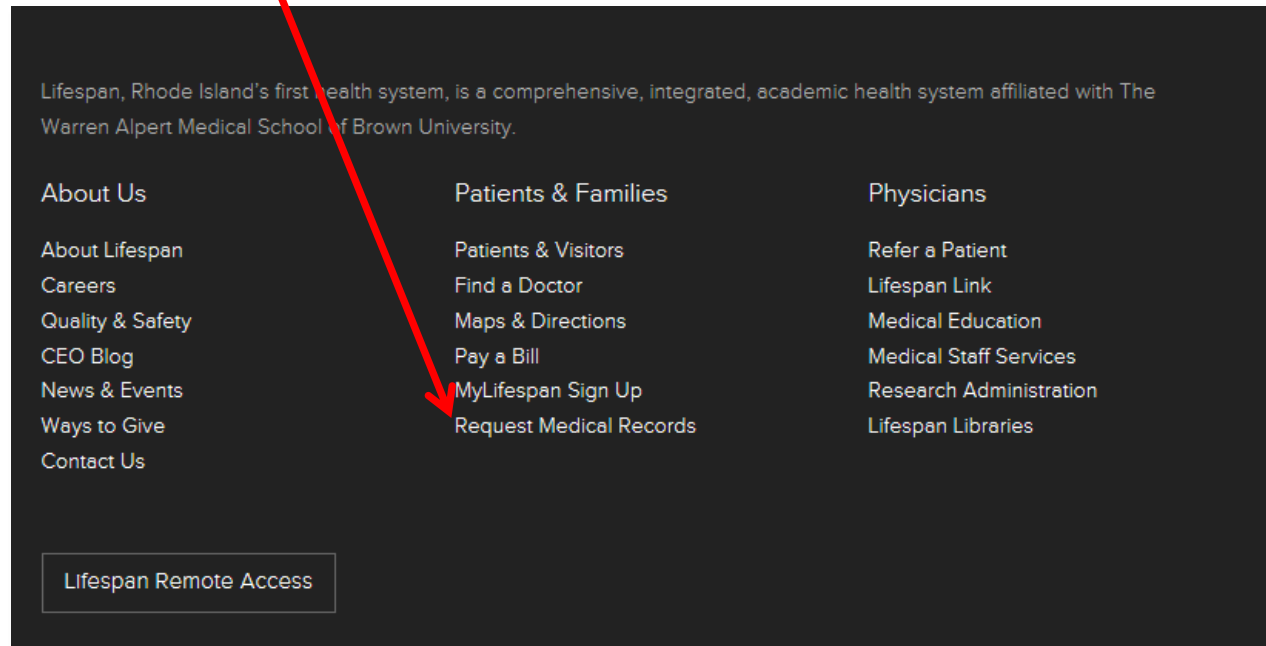 Lifespan, Rhode Island's first health system, is a comprehensive, integrated, academic health system affiliated with The
Warren Alpert Medical School of Brown University.
About Us
About Lifespan
Careers
Quality & Safety
CEO Blog
News & Events
Ways to Give
Contact Us
Patients & Families
Patients & Visitors
Find a Doctor
Maps & Directions
Pay a Bill
MyLifespan Sign Up
Request Medical Records
Physicians
Refer a Patient
Lifespan Link
Medical Education
Medical Staff Services
Research Administration
Lifespan Libraries
Lifespan Remote Access